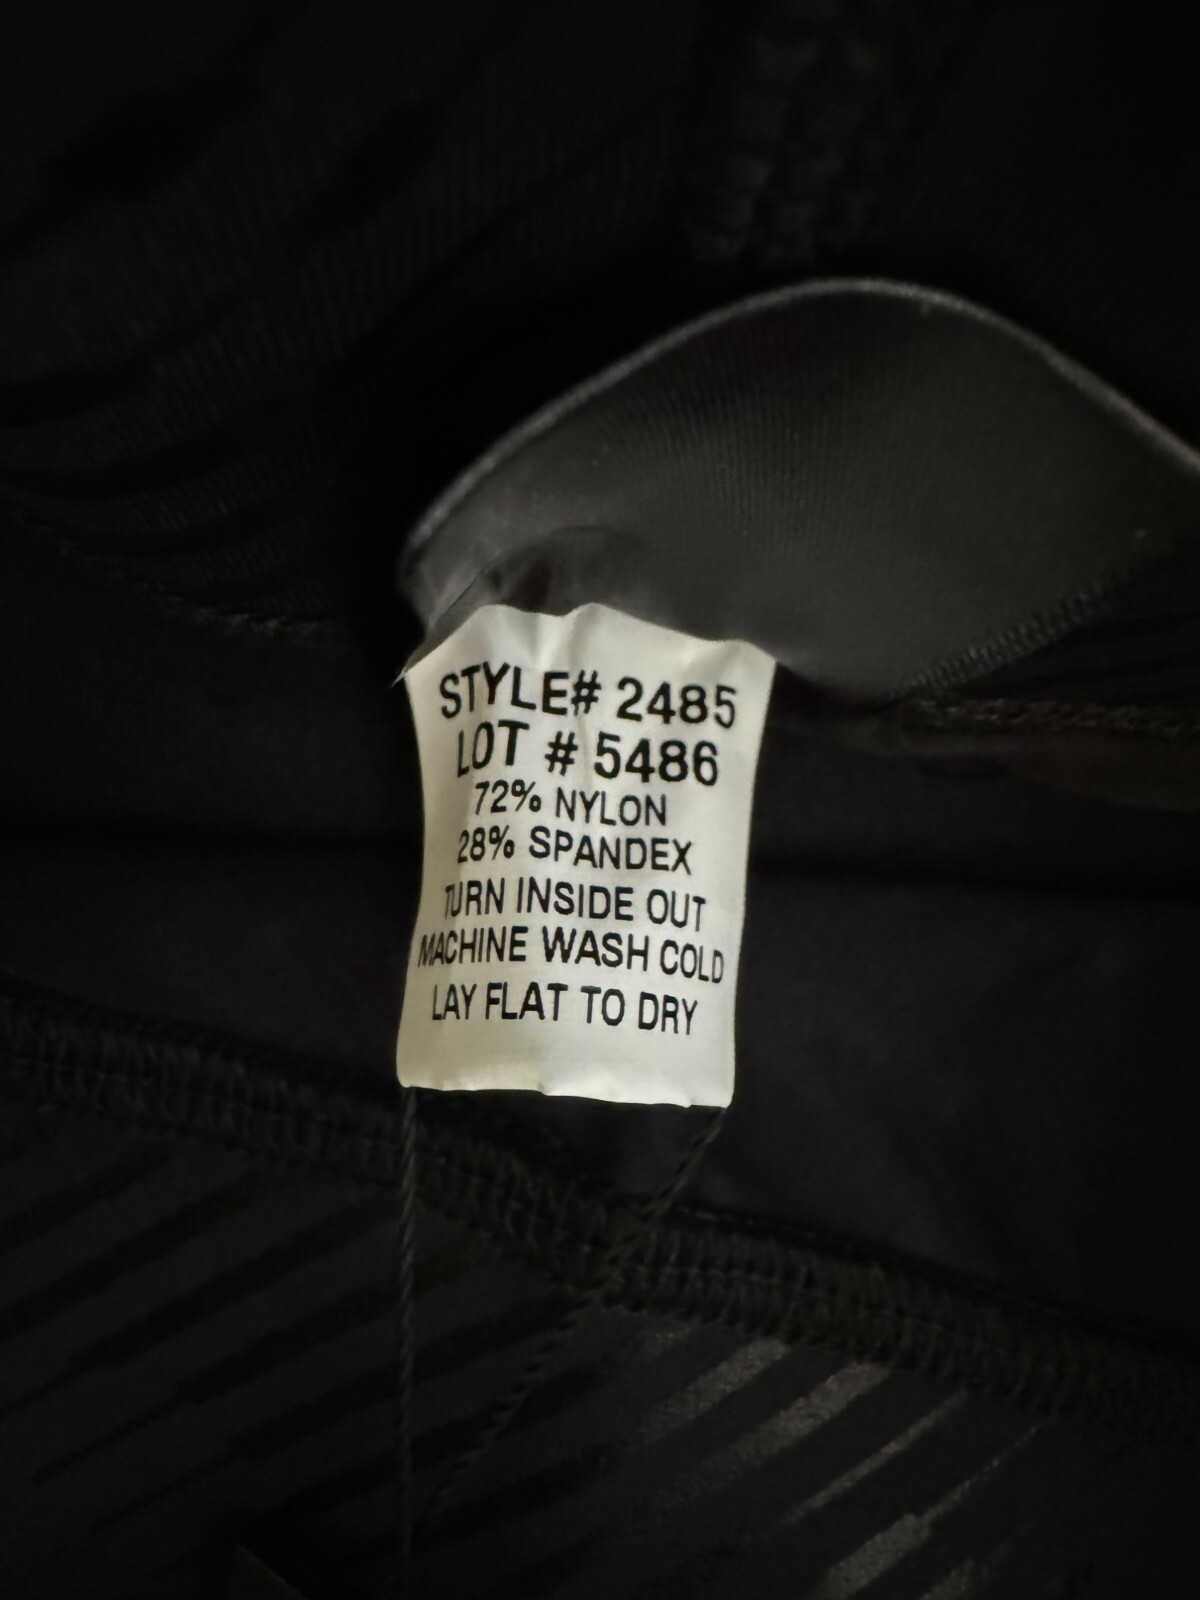 STYLE# 2485
LOT # 5486
72% NYLON
28% SPANDEX
TURN INSIDE OUT
MACHINE WASH COLD
LAY FLAT TO DRY